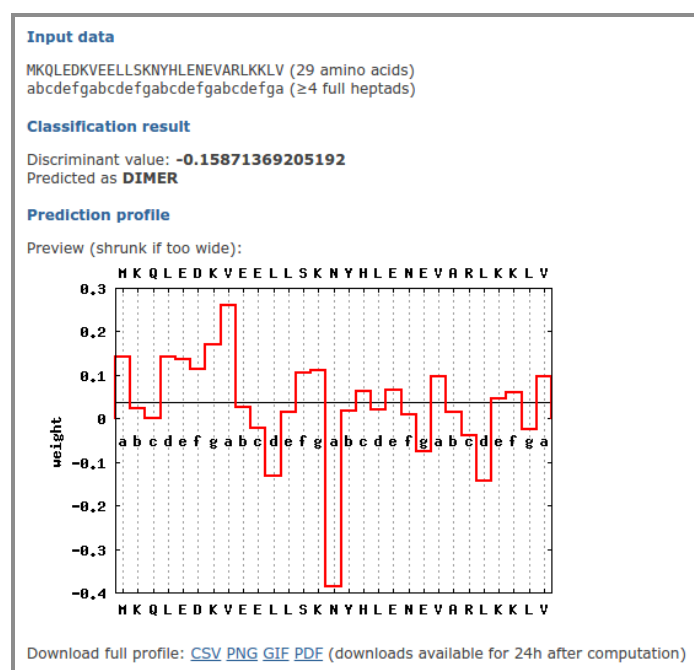 Input data
MKQLEDKVEELLSKNYHLENEVARLKKLV (29 amino acids)
abcdefgabcdefgabcdefgabcdefga (≥4 full heptads)
Classification result
Discriminant value: -0.15871369205192
Predicted as DIMER
Prediction profile
Preview (shrunk if too wide):
M K Q L E D K V E E L L S K N Y H L E N E V A R L K K L V
0.3
0.2
0.1
0
-0.1
-0.2
-0.3
-0.4
weight
a b c d e f g a b c d e f g a b c d e f g a b c d e f g a
M K Q L E D K V E E L L S K N Y H L E N E V A R L K K L V
Download full profile: CSV PNG GIF PDF (downloads available for 24h after computation)